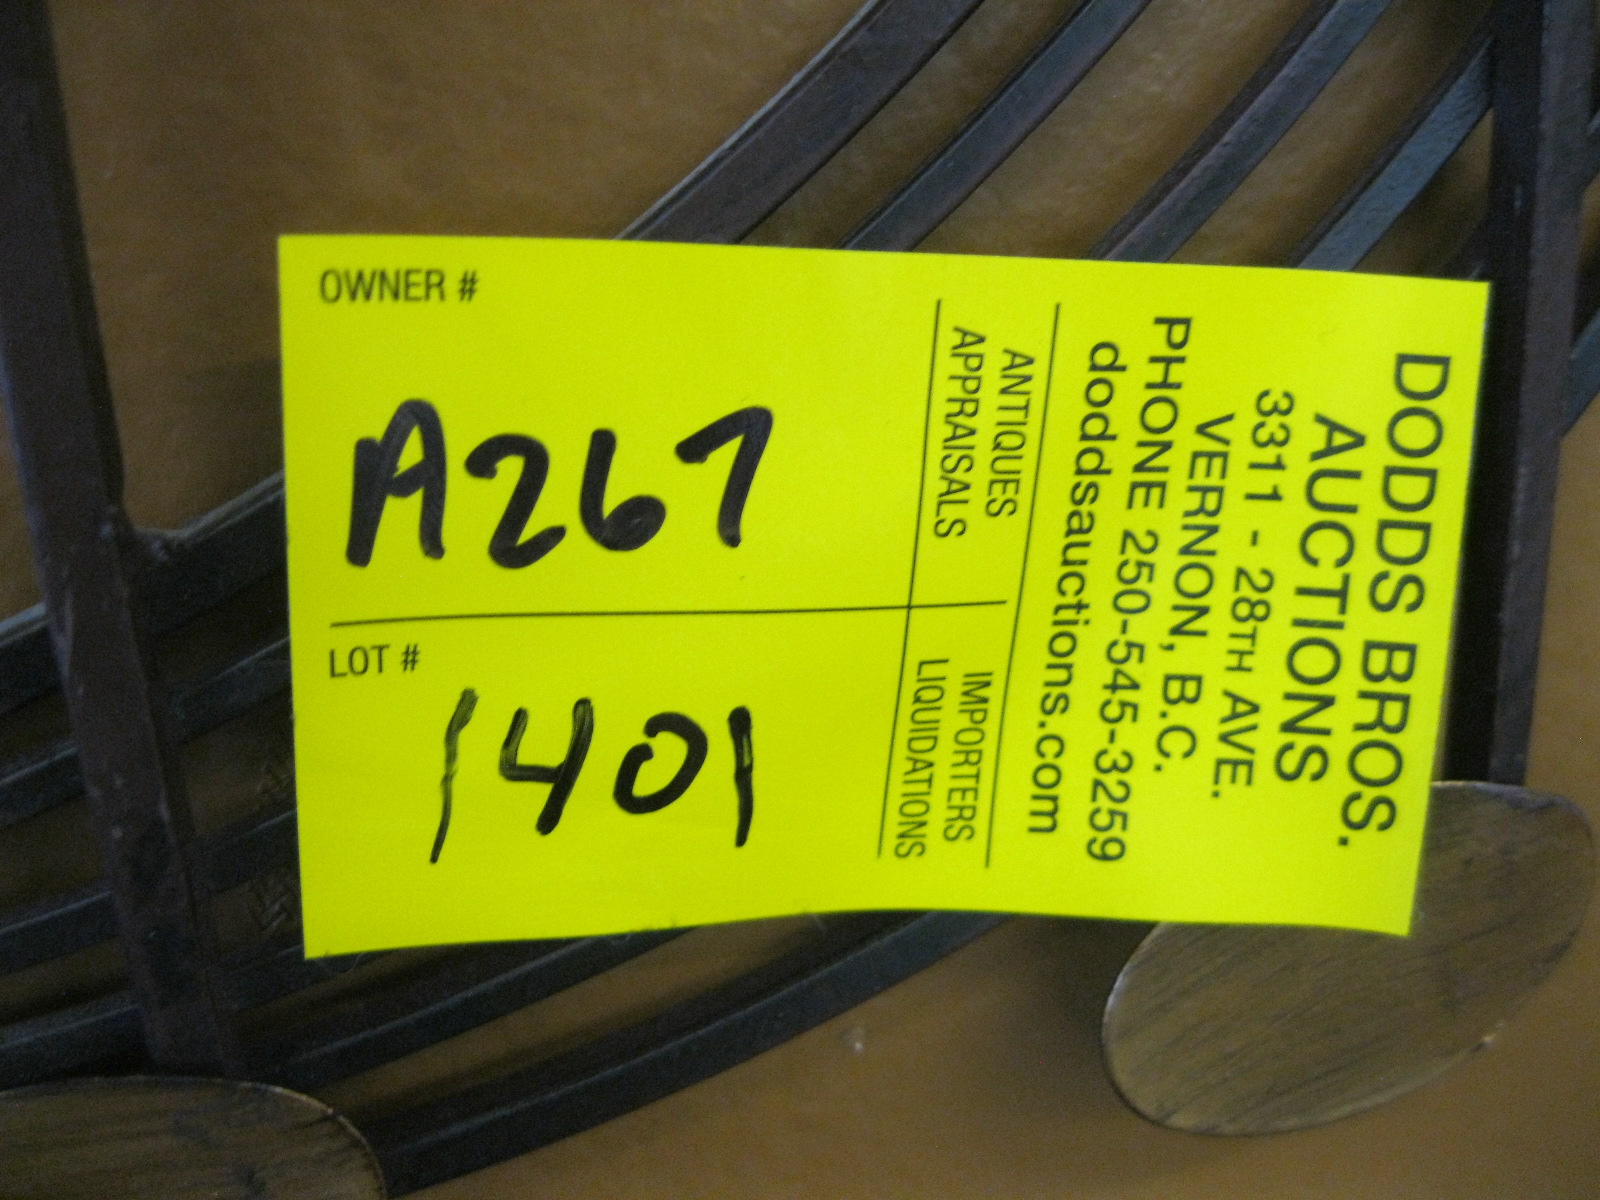 OWNER #
A267
LOT #
1401
DODDS BROS.
AUCTIONS
3311 - 28TH AVE.
VERNON, B.C.
PHONE 250-545-3259
doddsauctions.com
ANTIQUES
APPRAISALS
IMPORTERS
LIQUIDATIONS